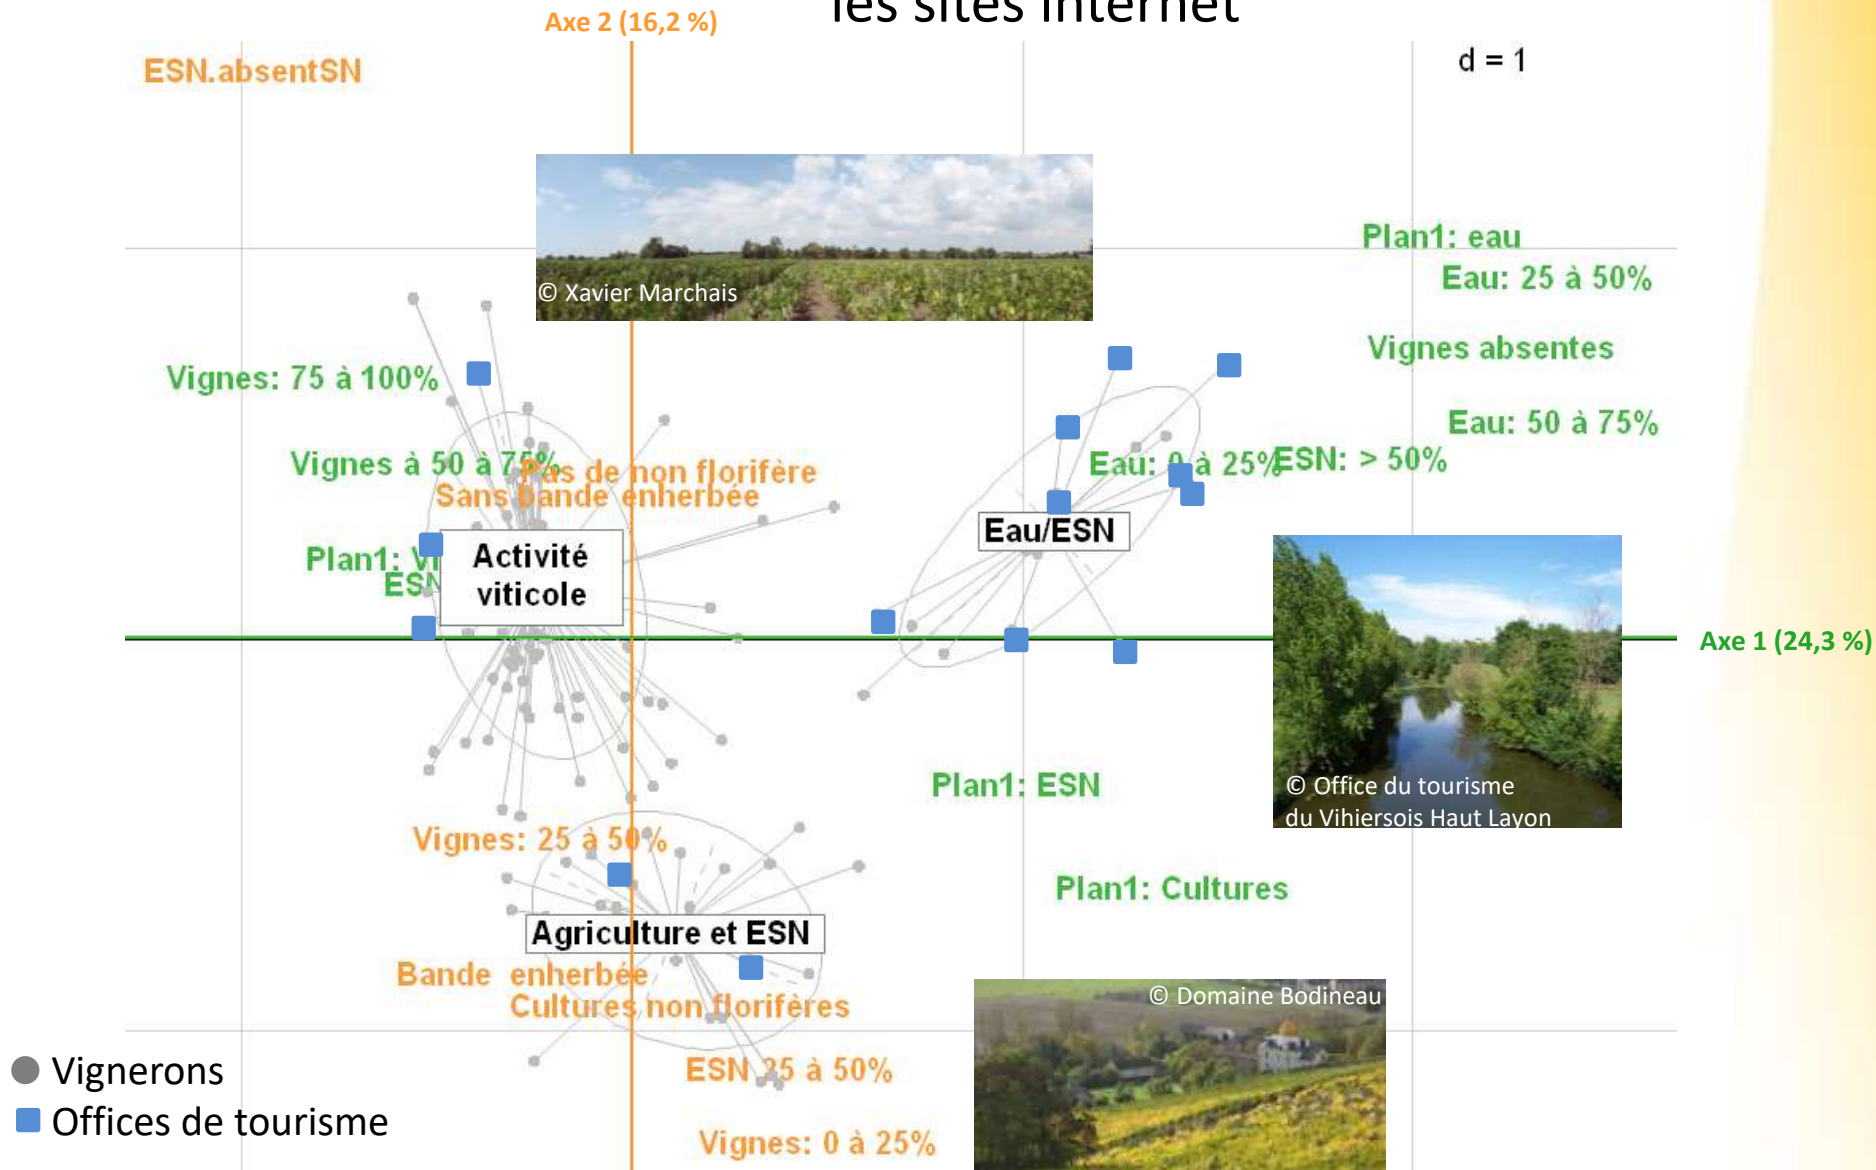 les sites internet
Axe 2 (16,2 %)
ESN.absentSN
d = 1
© Xavier Marchais
Plan1: eau
Eau: 25 à 50%
Vignes absentes
Vignes: 75 à 100%
Eau: 50 à 75%
Vignes à 50 à 75%
Pas de non florifère
Eau: 0 à 25%
ESN: > 50%
Sans bande enherbée
Eau/ESN
Plan1:
Activité
viticole
Axe 1 (24,3 %)
Plan1: ESN
© Office du tourisme
du Vihiersois Haut Layon
Vignes: 25 à 50%
Plan1: Cultures
Agriculture et ESN
Bande enherbée
Cultures non florifères
© Domaine Bodineau
ESN 25 à 50%
Vignes: 0 à 25%
Vignerons
Offices de tourisme